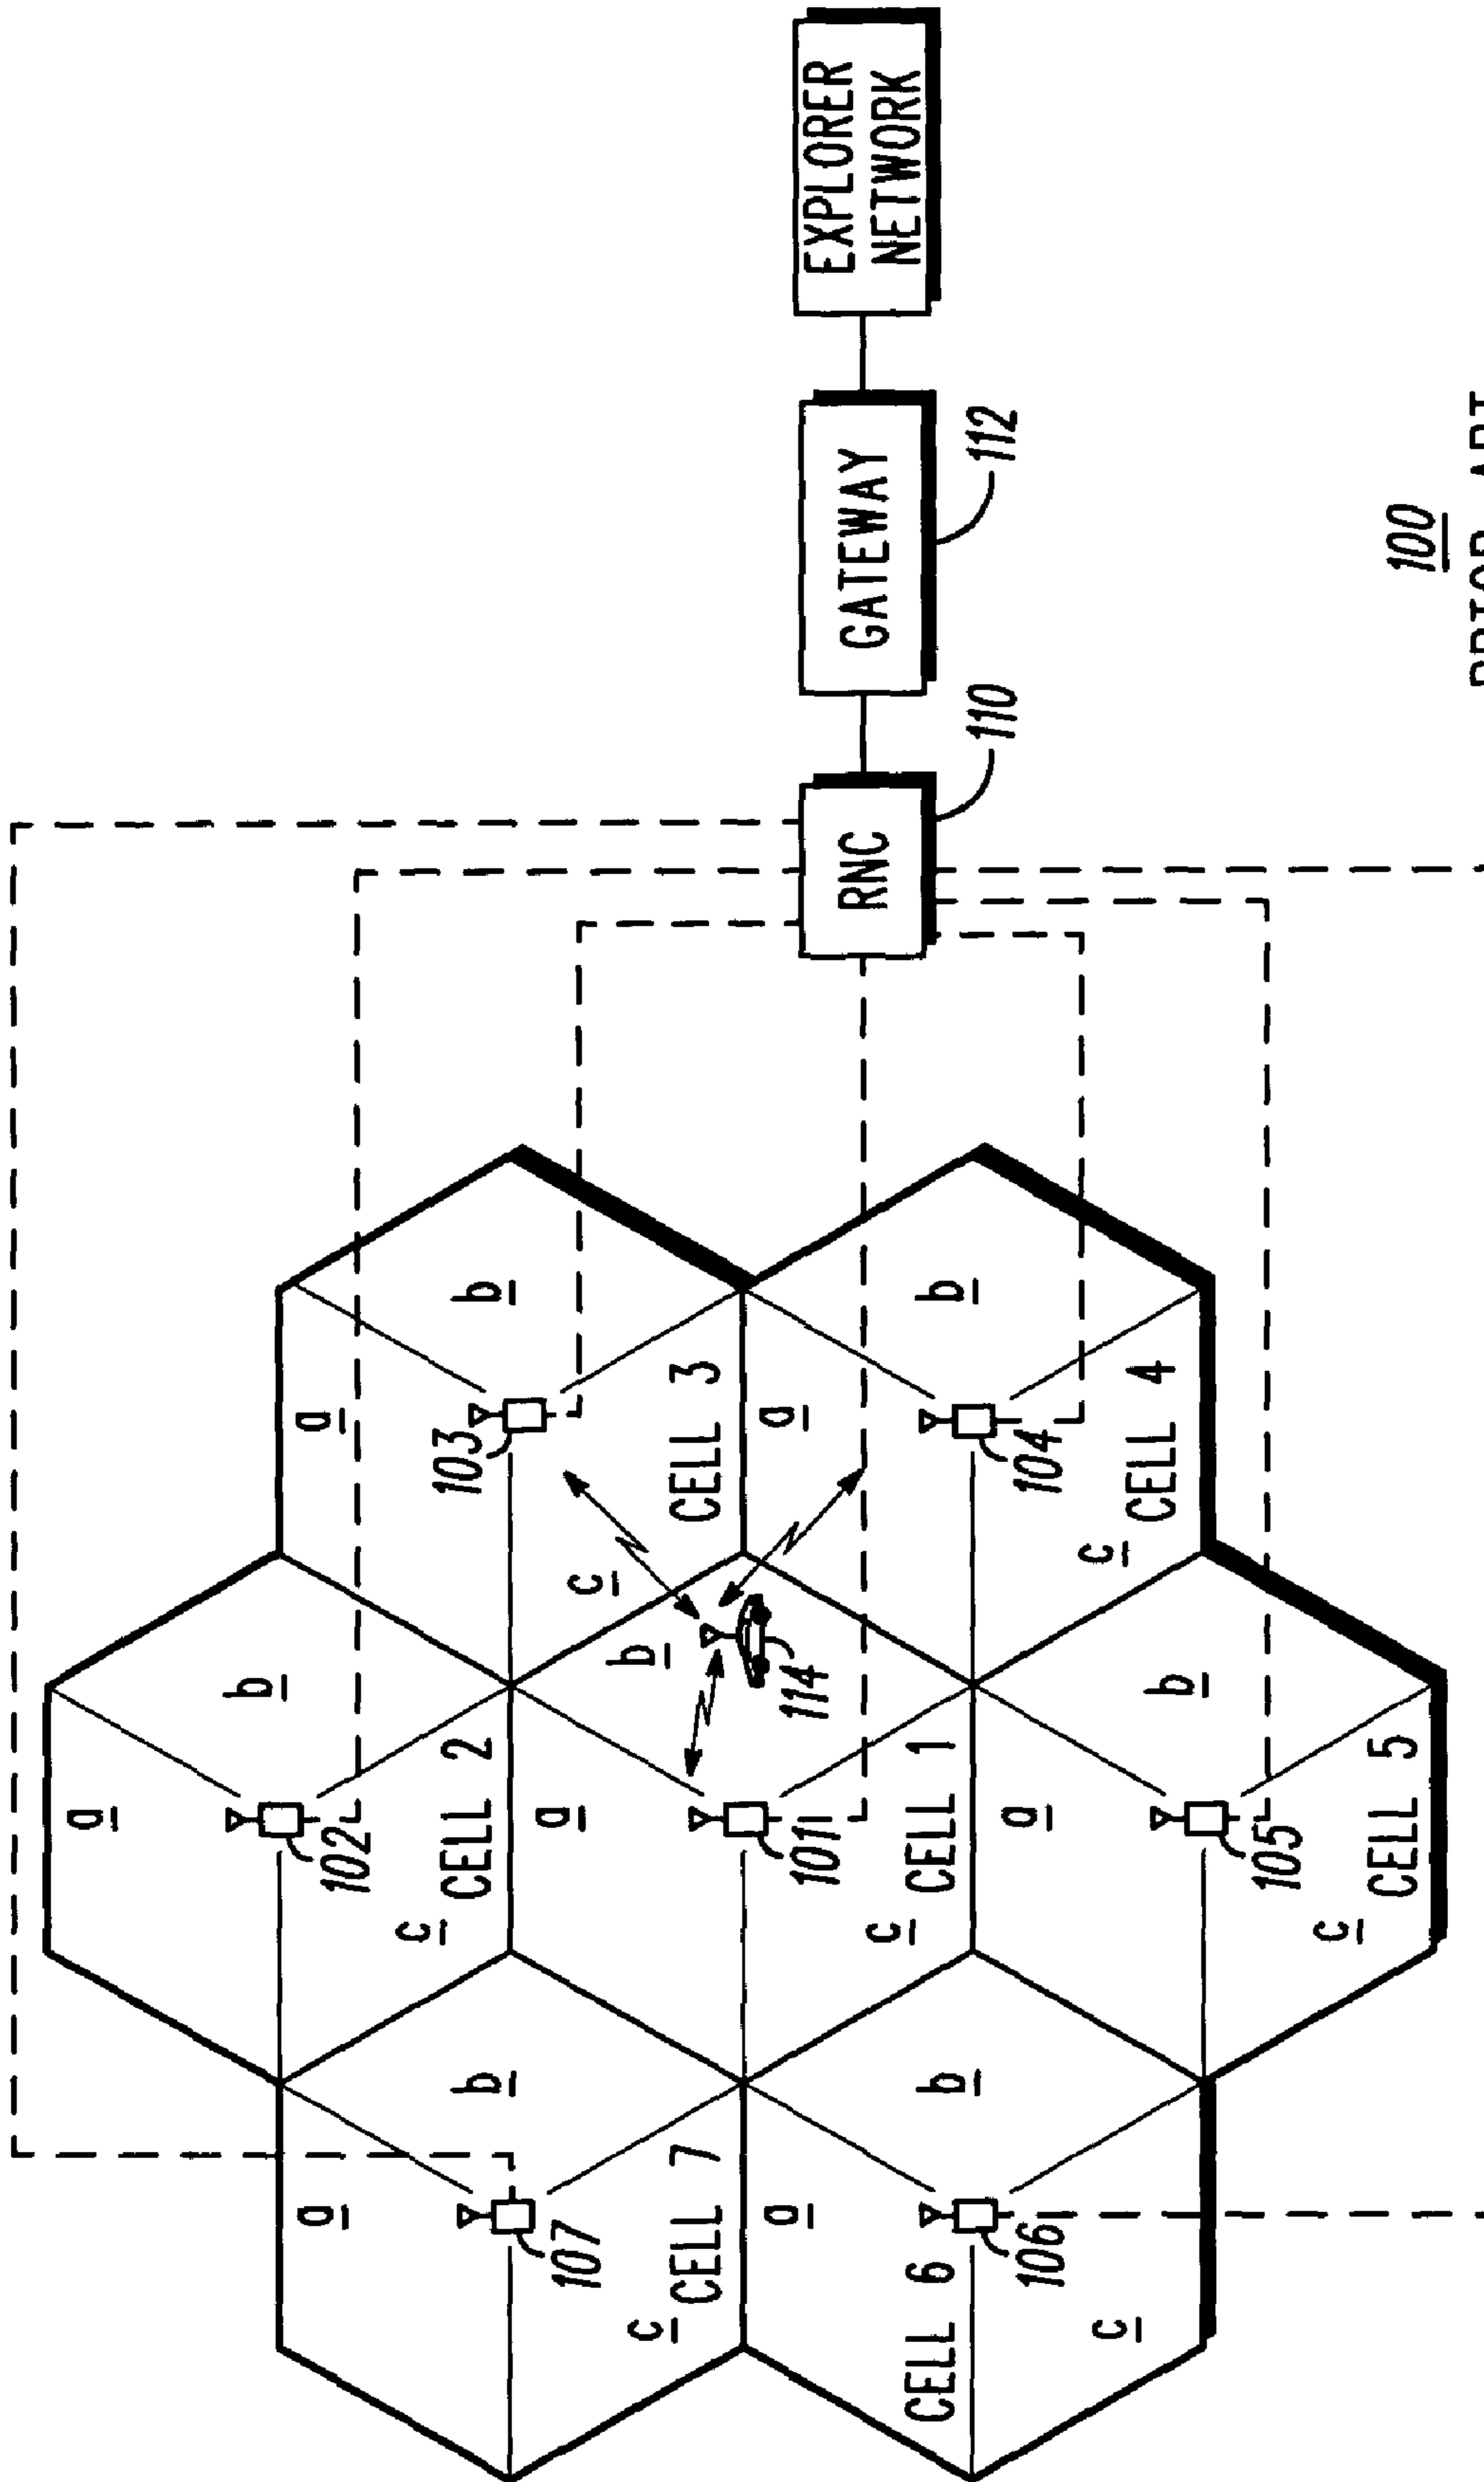 a
b
a
a
102
c
CELL 2
b
103
b
107
a
c
c
b
CELL 7
CELL 3
a
114
a
101
EXPLORER
NETWORK
RNC
GATEWAY
c
CELL 6
CELL 1
b
b
110
112
106
a
104
c
c
CELL 4
b
105
c
CELL 5
100